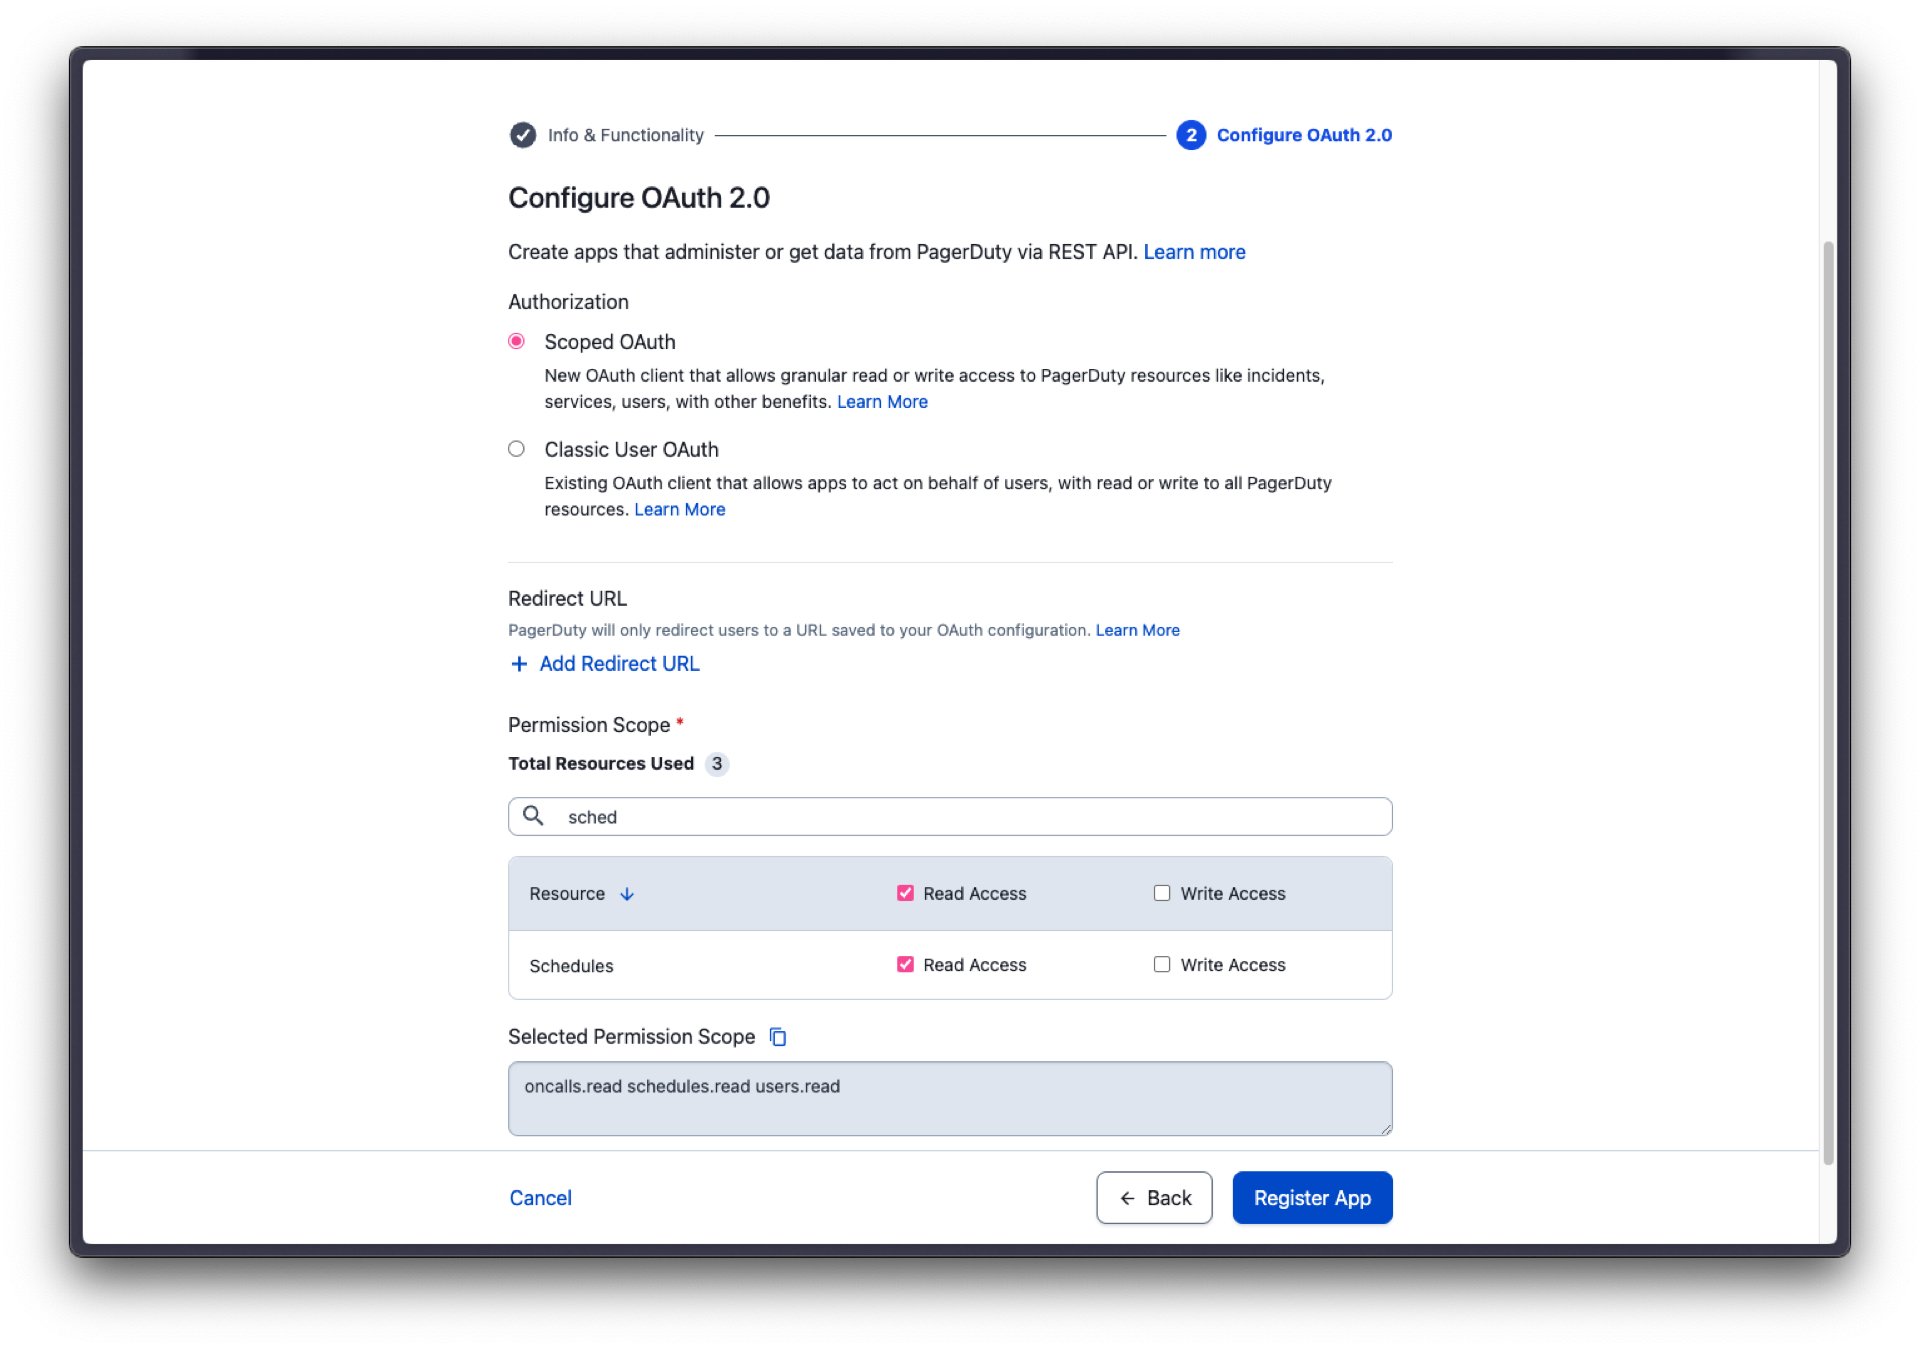 Info & Functionality
2 Configure OAuth 2.0
Configure OAuth 2.0
Create apps that administer or get data from PagerDuty via REST API. Learn more
Authorization
Scoped OAuth
New OAuth client that allows granular read or write access to PagerDuty resources like incidents,
services, users, with other benefits. Learn More
Classic User OAuth
Existing OAuth client that allows apps to act on behalf of users, with read or write to all PagerDuty
resources. Learn More
Redirect URL
PagerDuty will only redirect users to a URL saved to your OAuth configuration. Learn More
+ Add Redirect URL
Permission Scope *
Total Resources Used 3
sched
Resource Read Access Write Access
Schedules Read Access Write Access
Selected Permission Scope
oncalls.read schedules.read users.read
Cancel Back Register App